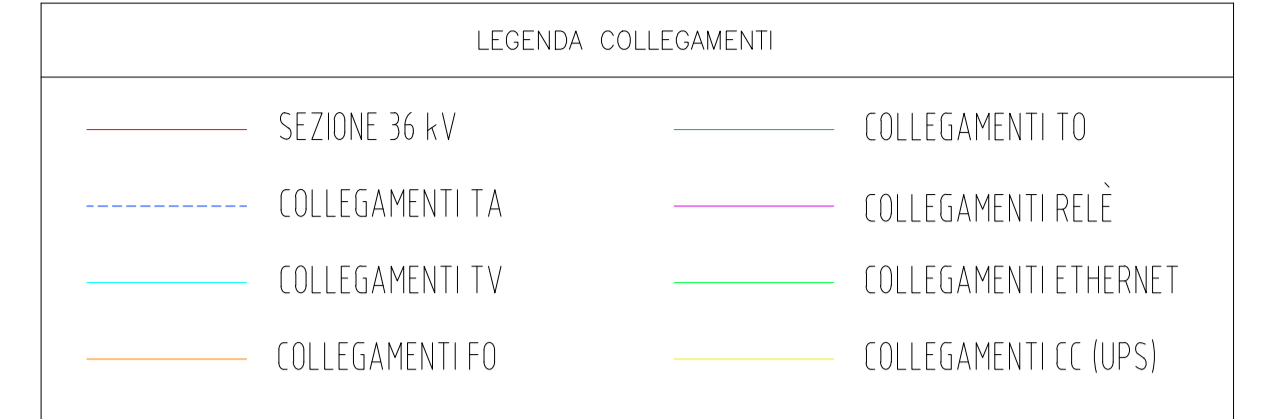 LEGENDA COLLEGAMENTI
SEZIONE 36 kV
COLLEGAMENTI TA
COLLEGAMENTI TV
COLLEGAMENTI FO
COLLEGAMENTI TO
COLLEGAMENTI RELÈ
COLLEGAMENTI ETHERNET
COLLEGAMENTI CC (UPS)